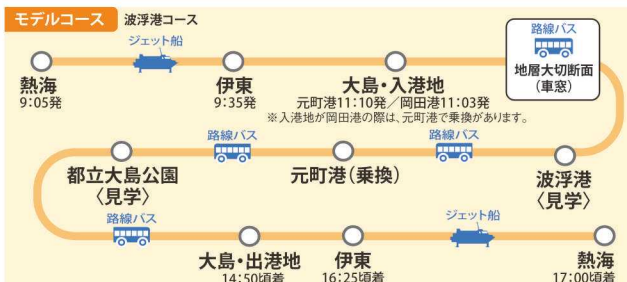 モデルコース 波浮港コース
ジェット船
熱海
9:05発
伊東
9:35発
大島・入港地
元町港11:10発／岡田港11:03発
※入港地が岡田港の際は、元町港で乗換があります。
路線バス
地層大切断面
(車窓)
都立大島公園
〈見学〉
路線バス
元町港(乗換)
路線バス
波浮港
〈見学〉
路線バス
大島・出港地
14:50頃着
伊東
16:25頃着
ジェット船
熱海
17:00頃着